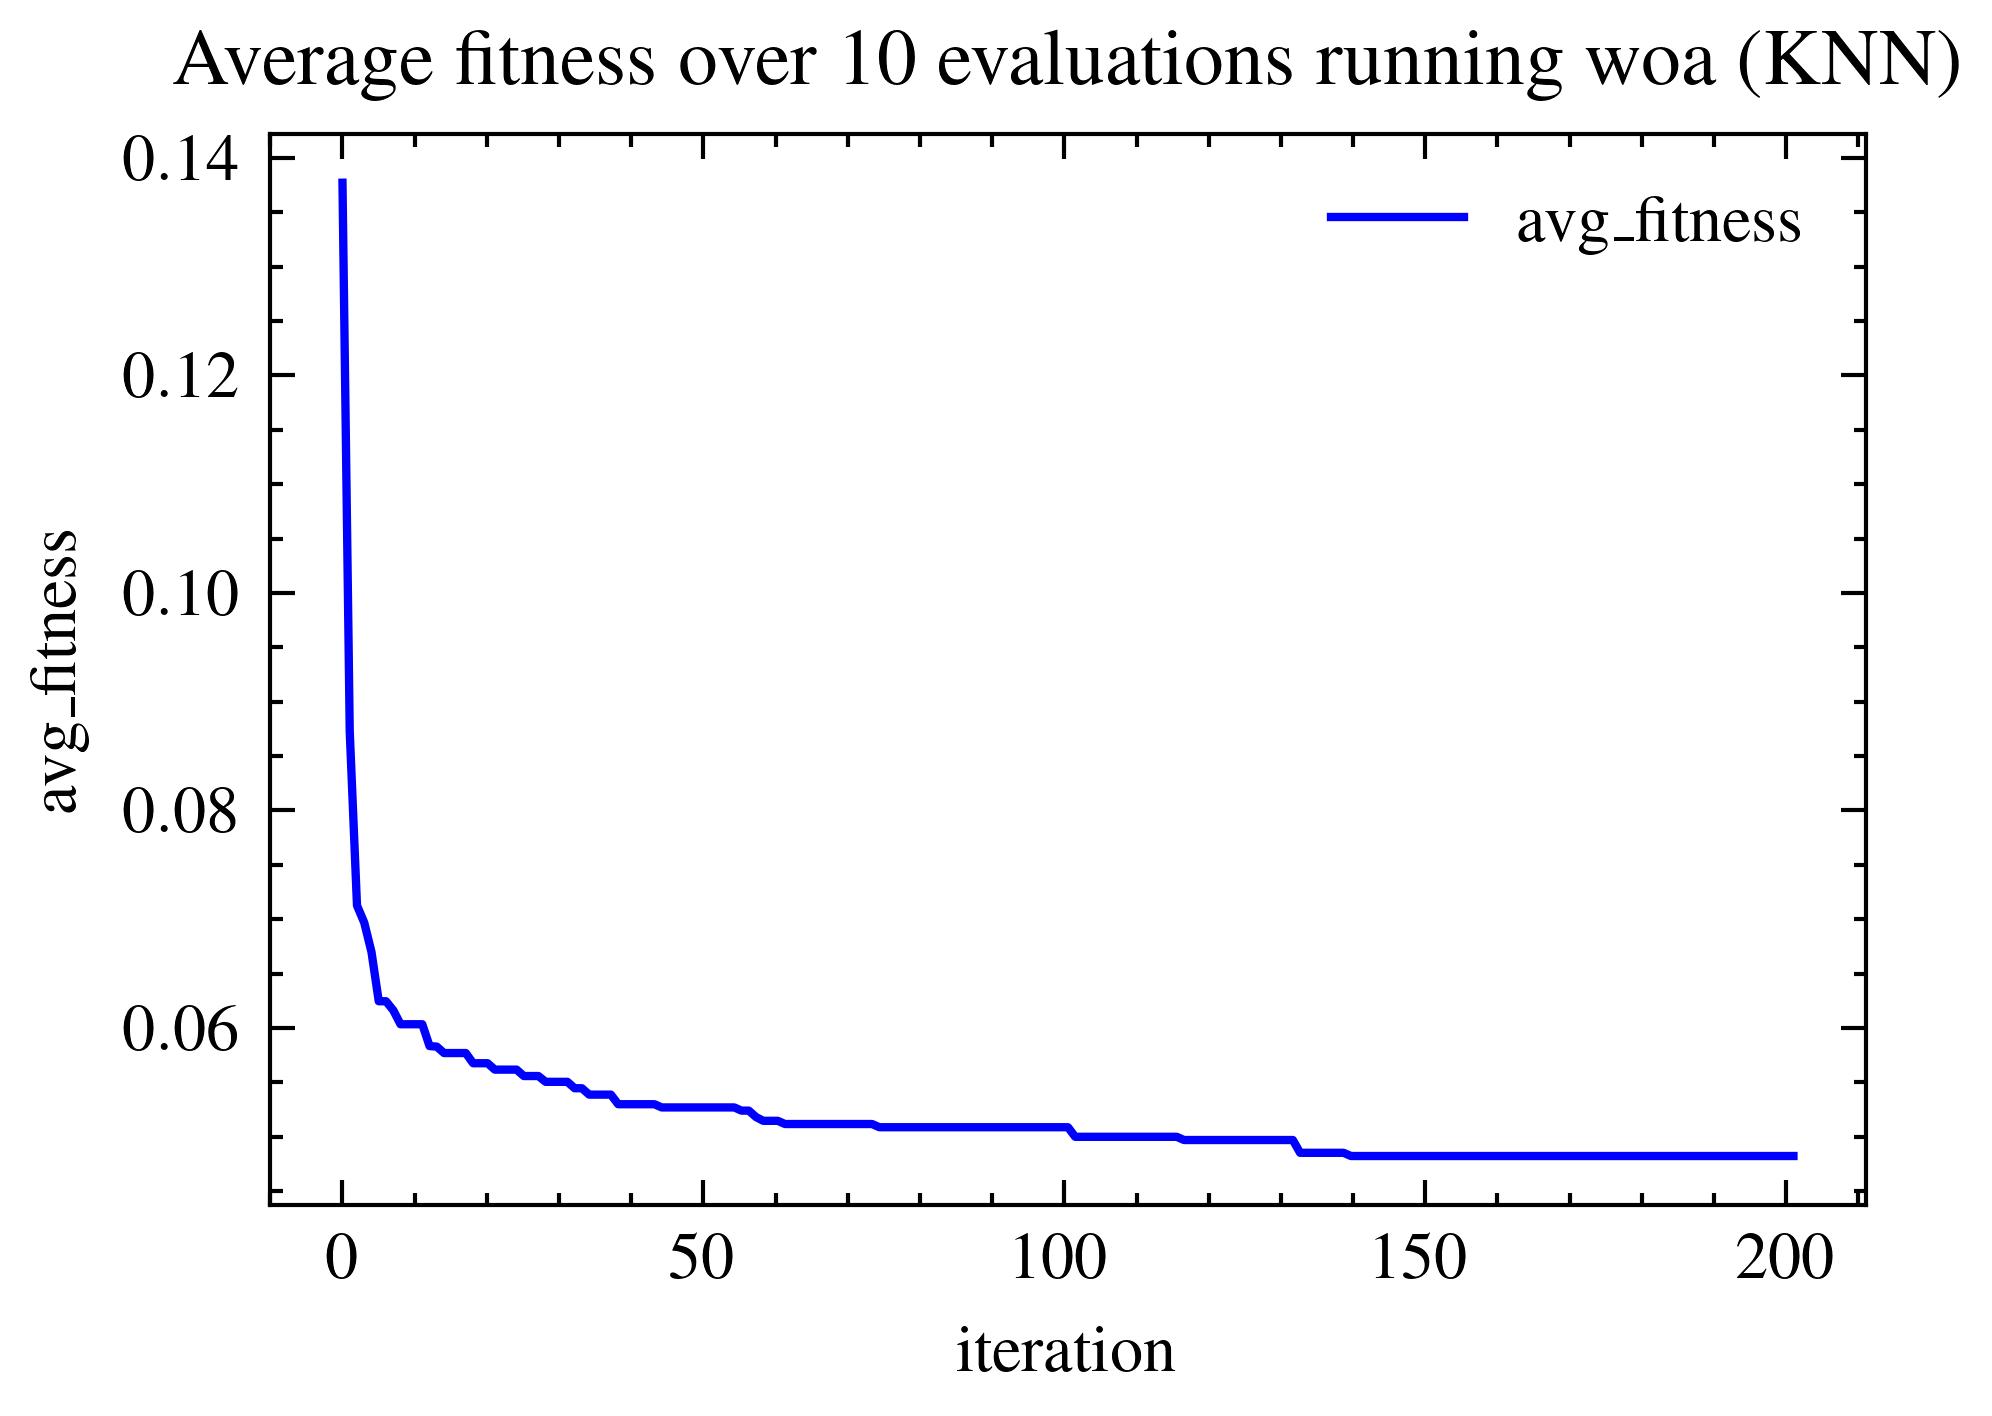 Average fitness over 10 evaluations running woa (KNN)
avg_fitness
0.14
0.12
0.10
0.08
0.06
avg_fitness
0 50 100 150 200
iteration